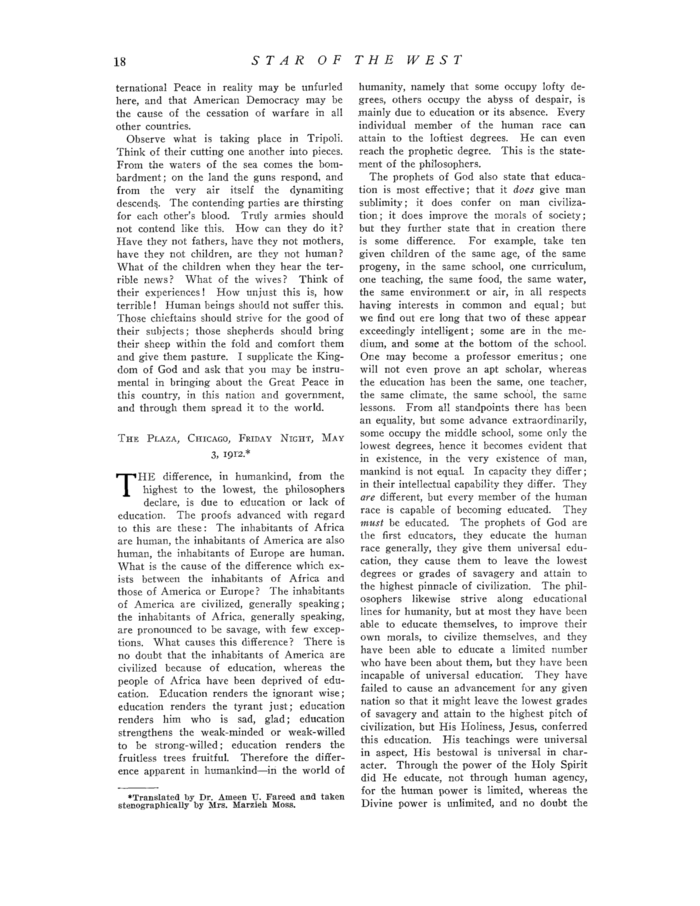 18
STAR OF THE WEST
ternational Peace in reality may be unfurled
here, and that American Democracy may be
the cause of the cessation of warfare in all
other countries.
Observe what is taking place in Tripoli.
Think of their cutting one another into pieces.
From the waters of the sea comes the bom-
bardment; on the land the guns respond, and
from the very air itself the dynamiting
descends. The contending parties are thirsting
for each other's blood. Truly armies should
not contend like this. How can they do it?
Have they not fathers, have they not mothers,
have they not children, are they not human?
What of the children when they hear the ter-
rible news? What of the wives? Think of
their experiences! How unjust this is, how
terrible! Human beings should not suffer this.
Those chieftains should strive for the good of
their subjects; those shepherds should bring
their sheep within the fold and comfort them
and give them pasture. I supplicate the King-
dom of God and ask that you may be instru-
mental in bringing about the Great Peace in
this country, in this nation and government,
and through them spread it to the world.
THE PLAZA, CHICAGO, FRIDAY NIGHT, MAY
3, 1912.*
THE difference, in humankind, from the
highest to the lowest, the philosophers
declare, is due to education or lack of
education. The proofs advanced with regard
to this are these: The inhabitants of Africa
are human, the inhabitants of America are also
human, the inhabitants of Europe are human.
What is the cause of the difference which ex-
ists between the inhabitants of Africa and
those of America or Europe? The inhabitants
of America are civilized, generally speaking;
the inhabitants of Africa, generally speaking,
are pronounced to be savage, with few excep-
tions. What causes this difference? There is
no doubt that the inhabitants of America are
civilized because of education, whereas the
people of Africa have been deprived of edu-
cation. Education renders the ignorant wise;
education renders the tyrant just; education
renders him who is sad, glad; education
strengthens the weak-minded or weak-willed
to be strong-willed; education renders the
fruitless trees fruitful. Therefore the differ-
ence apparent in humankind—in the world of
*Translated by Dr. Ameen U. Fareed and taken
stenographically by Mrs. Marzieh Moss.
humanity, namely that some occupy lofty de-
grees, others occupy the abyss of despair, is
mainly due to education or its absence. Every
individual member of the human race can
attain to the loftiest degrees. He can even
reach the prophetic degree. This is the state-
ment of the philosophers.
The prophets of God also state that educa-
tion is most effective; that it does give man
sublimity; it does confer on man civiliza-
tion; it does improve the morals of society;
but they further state that in creation there
is some difference. For example, take ten
given children of the same age, of the same
progeny, in the same school, one curriculum,
one teaching, the same food, the same water,
the same environment or air, in all respects
having interests in common and equal; but
we find out ere long that two of these appear
exceedingly intelligent; some are in the me-
dium, and some at the bottom of the school.
One may become a professor emeritus; one
will not even prove an apt scholar, whereas
the education has been the same, one teacher,
the same climate, the same school, the same
lessons. From all standpoints there has been
an equality, but some advance extraordinarily,
some occupy the middle school, some only the
lowest degrees, hence it becomes evident that
in existence, in the very existence of man,
mankind is not equal. In capacity they differ;
in their intellectual capability they differ. They
are different, but every member of the human
race is capable of becoming educated. They
must be educated. The prophets of God are
the first educators, they educate the human
race generally, they give them universal edu-
cation, they cause them to leave the lowest
degrees or grades of savagery and attain to
the highest pinnacle of civilization. The phil-
osophers likewise strive along educational
lines for humanity, but at most they have been
able to educate themselves, to improve their
own morals, to civilize themselves, and they
have been able to educate a limited number
who have been about them, but they have been
incapable of universal education. They have
failed to cause an advancement for any given
nation so that it might leave the lowest grades
of savagery and attain to the highest pitch of
civilization, but His Holiness, Jesus, conferred
this education. His teachings were universal
in aspect, His bestowal is universal in char-
acter. Through the power of the Holy Spirit
did He educate, not through human agency,
for the human power is limited, whereas the
Divine power is unlimited, and no doubt the